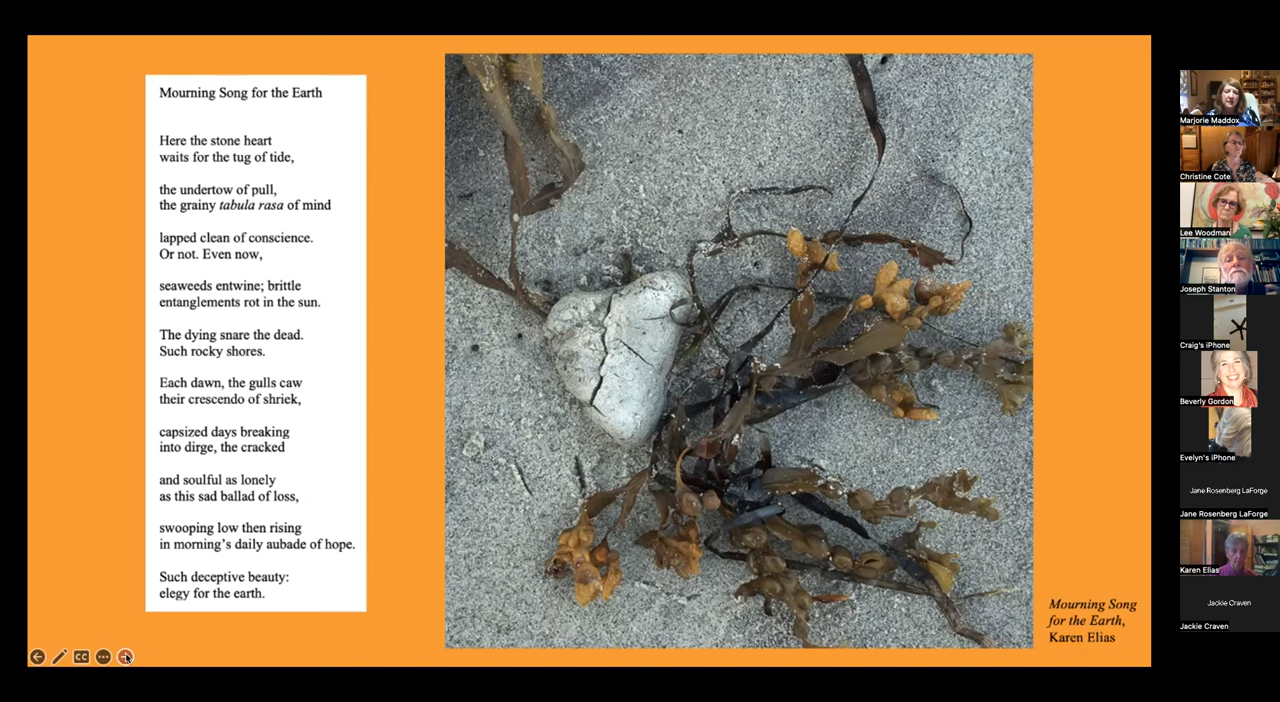 Mourning Song for the Earth
Here the stone heart
waits for the tug of tide,
the undertow of pull,
the grainy tabula rasa of mind
lapped clean of conscience.
Or not. Even now,
seaweeds entwine; brittle
entanglements rot in the sun.
The dying snare the dead.
Such rocky shores.
Each dawn, the gulls caw
their crescendo of shriek,
capsized days breaking
into dirge, the cracked
and soulful as lonely
as this sad ballad of loss,
swooping low then rising
in morning's daily aubade of hope.
Such deceptive beauty:
elegy for the earth.
Mourning Song
for the Earth,
Karen Elias
CC
Marjorie Maddox
Christine Cote
Lee Woodman
Joseph Stanton
Craig's iPhone
Beverly Gordon
Evelyn's iPhone
Jane Rosenberg LaForge
Jane Rosenberg LaForge
Karen Elias
Jackie Craven
Jackie Craven